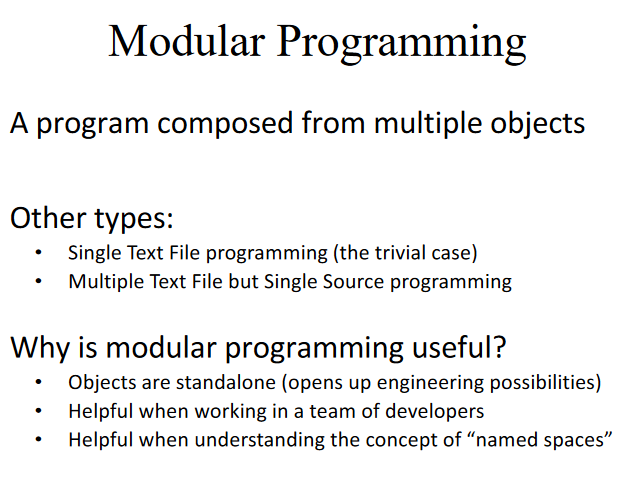 Modular Programming
A program composed from multiple objects
Other types:
• Single Text File programming (the trivial case)
• Multiple Text File but Single Source programming
Why is modular programming useful?
• Objects are standalone (opens up engineering possibilities)
• Helpful when working in a team of developers
• Helpful when understanding the concept of “named spaces”